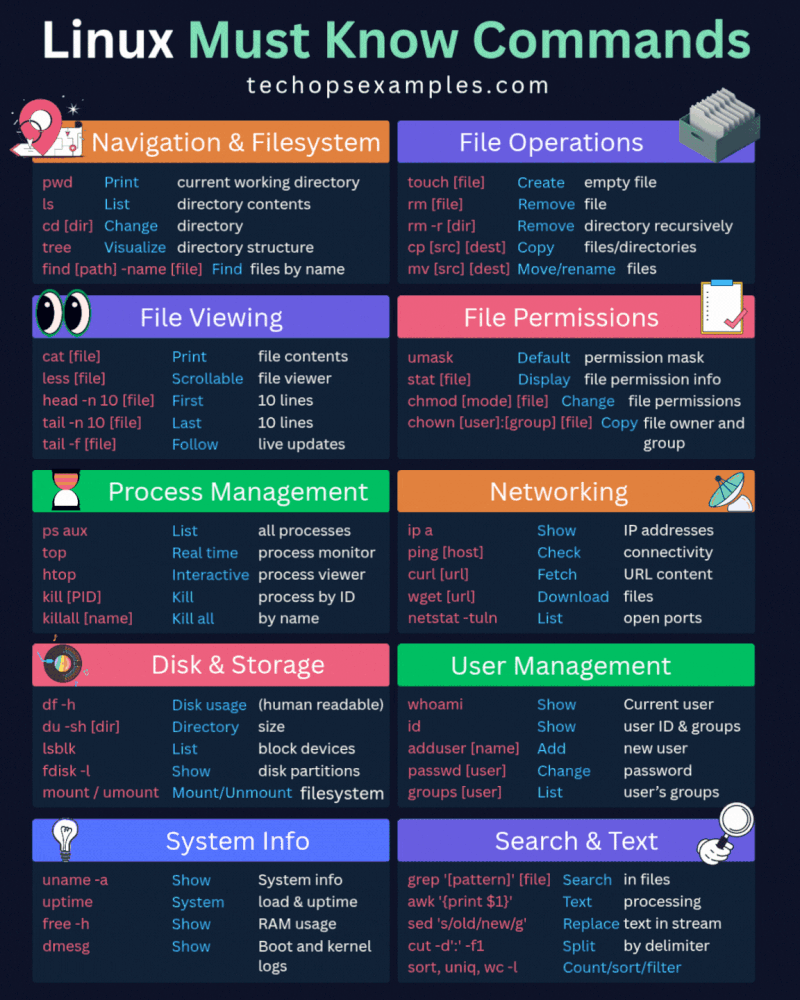 Linux Must Know Commands
techopsexamples.com
Navigation & Filesystem
pwd Print current working directory
ls List directory contents
cd [dir] Change directory
tree Visualize directory structure
find [path] -name [file] Find files by name
File Operations
touch [file] Create empty file
rm [file] Remove file
rm -r [dir] Remove directory recursively
cp [src] [dest] Copy files/directories
mv [src] [dest] Move/rename files
File Viewing
cat [file] Print file contents
less [file] Scrollable file viewer
head -n 10 [file] First 10 lines
tail -n 10 [file] Last 10 lines
tail -f [file] Follow live updates
File Permissions
umask Default permission mask
stat [file] Display file permission info
chmod [mode] [file] Change file permissions
chown [user]:[group] [file] Copy file owner and
group
Process Management
ps aux List all processes
top Real time process monitor
htop Interactive process viewer
kill [PID] Kill process by ID
killall [name] Kill all by name
Networking
ip a Show IP addresses
ping [host] Check connectivity
curl [url] Fetch URL content
wget [url] Download files
netstat -tuln List open ports
Disk & Storage
df -h Disk usage (human readable)
du -sh [dir] Directory size
lsblk List block devices
fdisk -l Show disk partitions
mount / umount Mount/Unmount filesystem
User Management
whoami Show Current user
id Show user ID & groups
adduser [name] Add new user
passwd [user] Change password
groups [user] List user's groups
System Info
uname -a Show System info
uptime System load & uptime
free -h Show RAM usage
dmesg Show Boot and kernel
logs
Search & Text
grep '[pattern]' [file] Search in files
awk '{print $1}' Text processing
sed 's/old/new/g' Replace text in stream
cut -d':' -f1 Split by delimiter
sort, uniq, wc -l Count/sort/filter